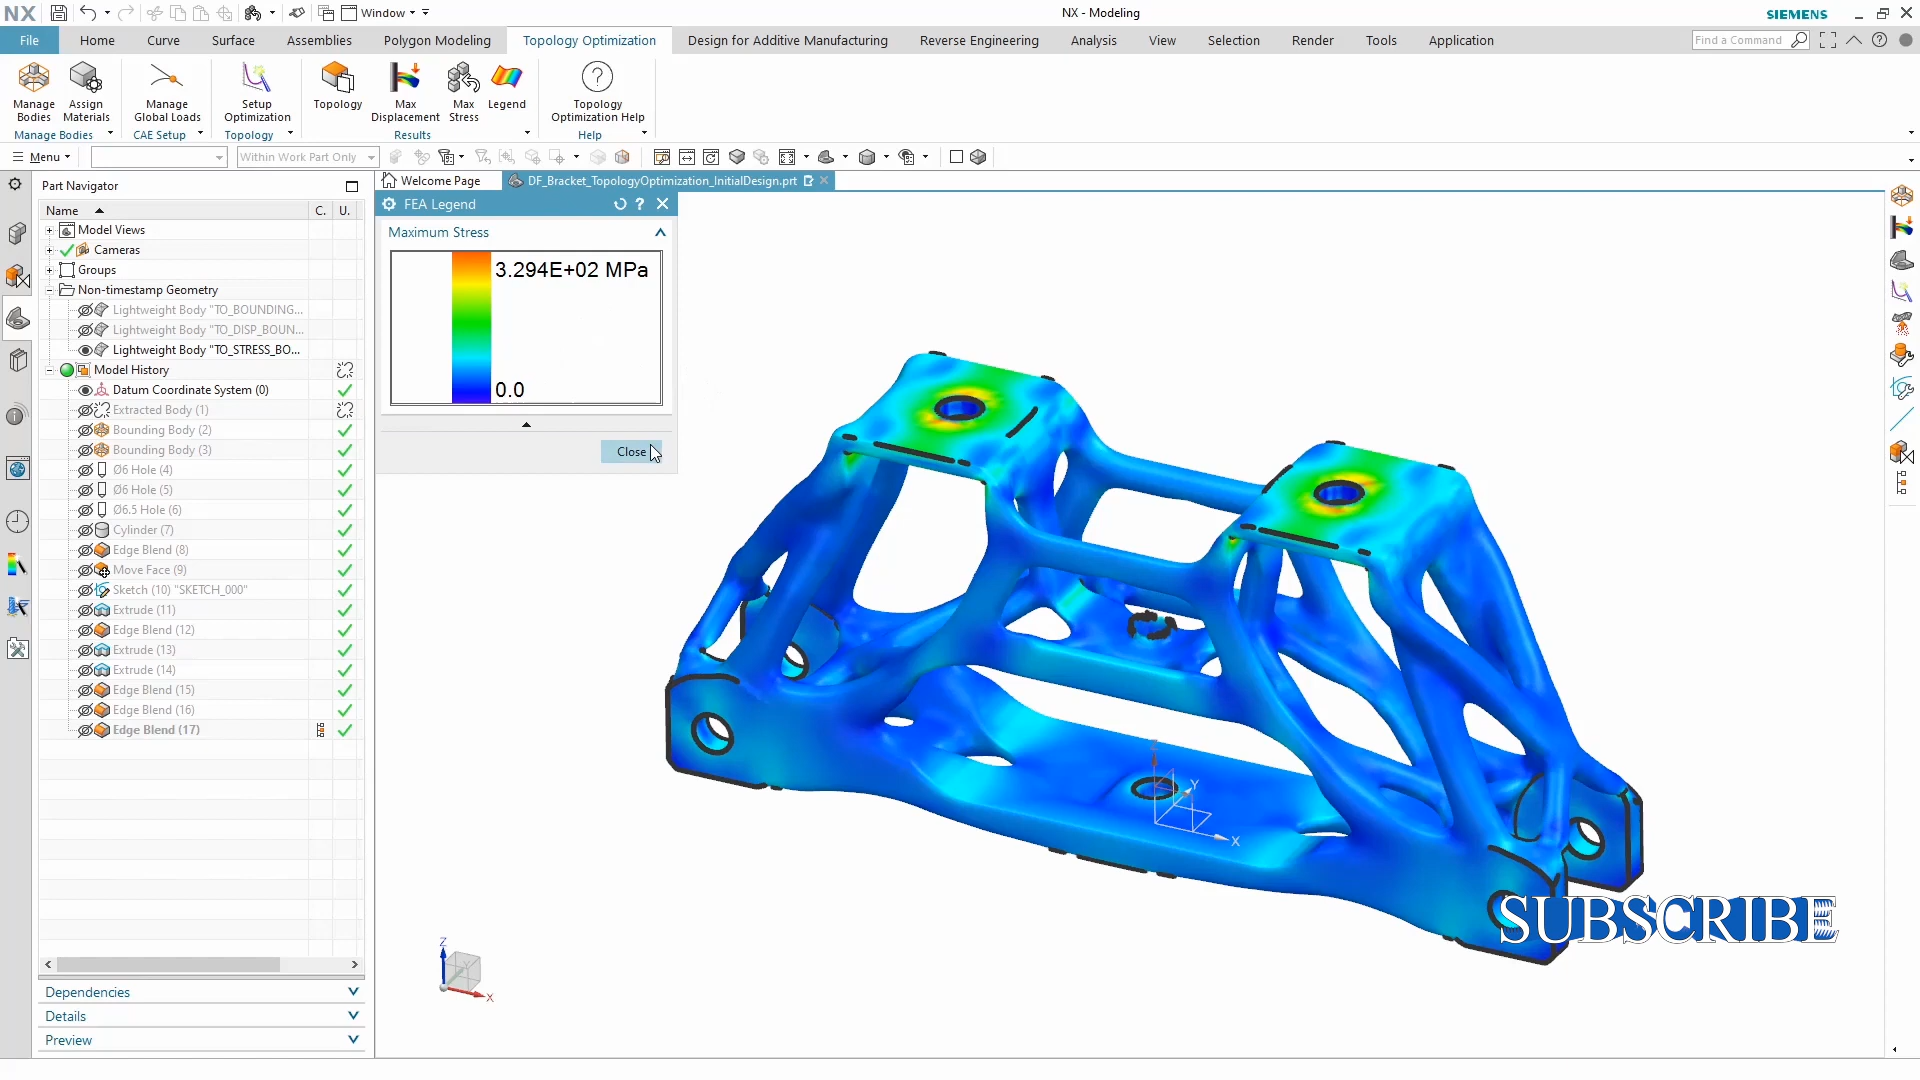 NX
Window
NX - Modeling
SIEMENS
File
Home
Curve
Surface
Assemblies
Polygon Modeling
Topology Optimization
Design for Additive Manufacturing
Reverse Engineering
Analysis
View
Selection
Render
Tools
Application
Find a Command
Manage
Bodies
Assign
Materials
Manage
Global Loads
Setup
Optimization
Topology
Max
Displacement
Max
Stress
Legend
Topology
Optimization Help
Manage Bodies
CAE Setup
Topology
Results
Help
Menu
Within Work Part Only
Part Navigator
Welcome Page
DF_Bracket_TopologyOptimization_InitialDesign.prt
Name
C.
U.
Model Views
Cameras
Groups
Non-timestamp Geometry
Lightweight Body "TO_BOUNDING...
Lightweight Body "TO_DISP_BOUN...
Lightweight Body "TO_STRESS_BO...
Model History
Datum Coordinate System (0)
Extracted Body (1)
Bounding Body (2)
Bounding Body (3)
Ø6 Hole (4)
Ø6 Hole (5)
Ø6.5 Hole (6)
Cylinder (7)
Edge Blend (8)
Move Face (9)
Sketch (10) "SKETCH_000"
Extrude (11)
Edge Blend (12)
Extrude (13)
Extrude (14)
Edge Blend (15)
Edge Blend (16)
Edge Blend (17)
Dependencies
Details
Preview
FEA Legend
Maximum Stress
3.294E+02 MPa
0.0
Close
Z
Y
X
Z
Y
X
SUBSCRIBE